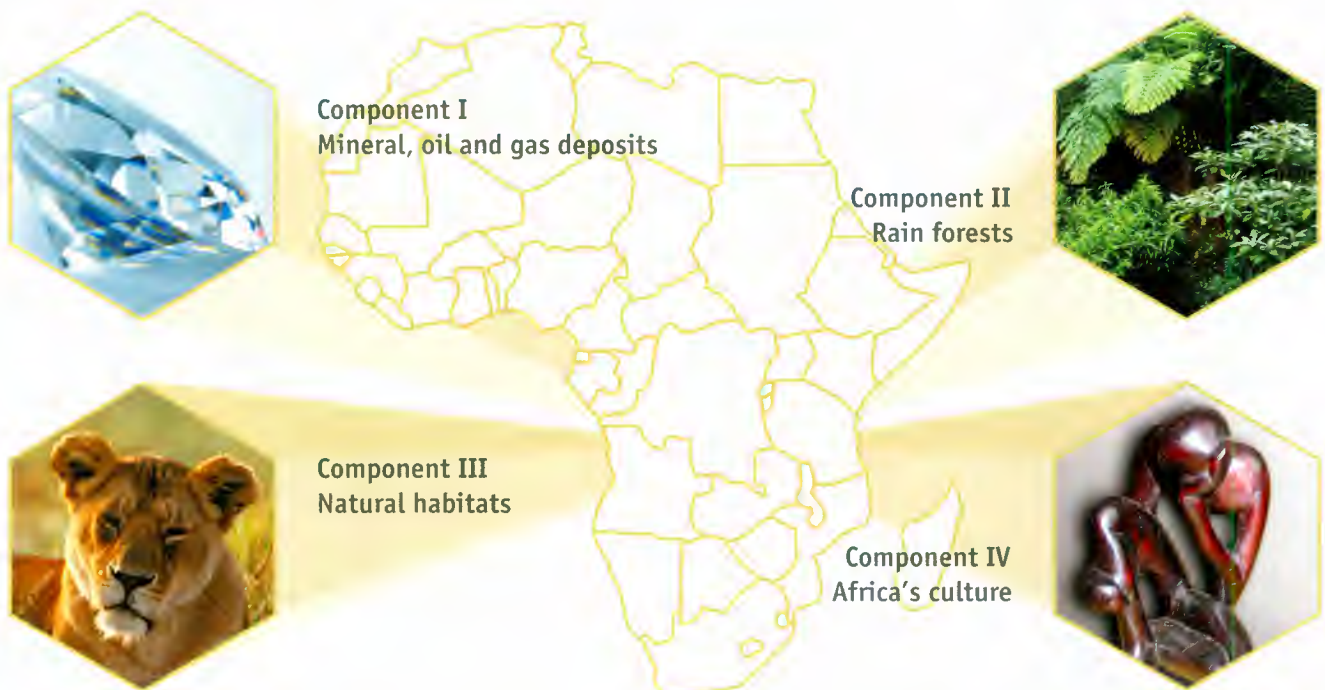 Component I
Mineral, oil and gas deposits
Component II
Rain forests
Component III
Natural habitats
Component IV
Africa's culture